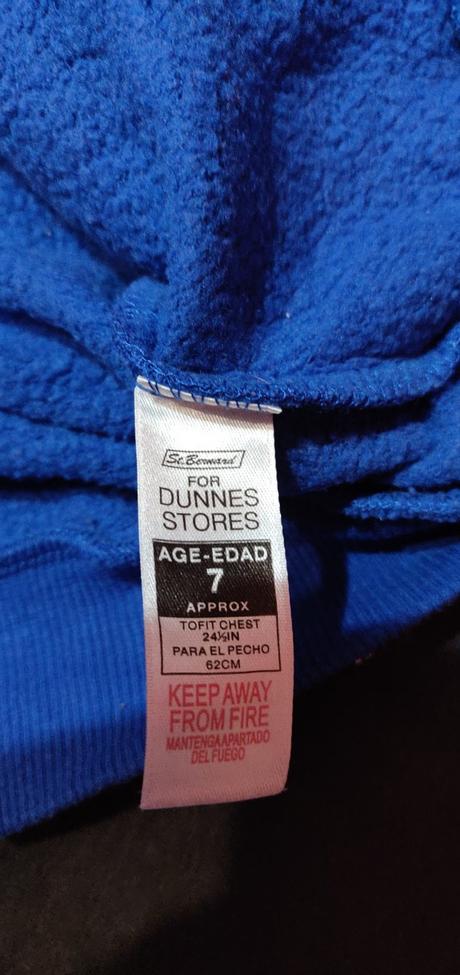 St. Bernard
FOR
DUNNES
STORES
AGE-EDAD
7
APPROX
TOFIT CHEST
24½IN
PARA EL PECHO
62CM
KEEP AWAY
FROM FIRE
MANTENGAAPARTADO
DEL FUEGO